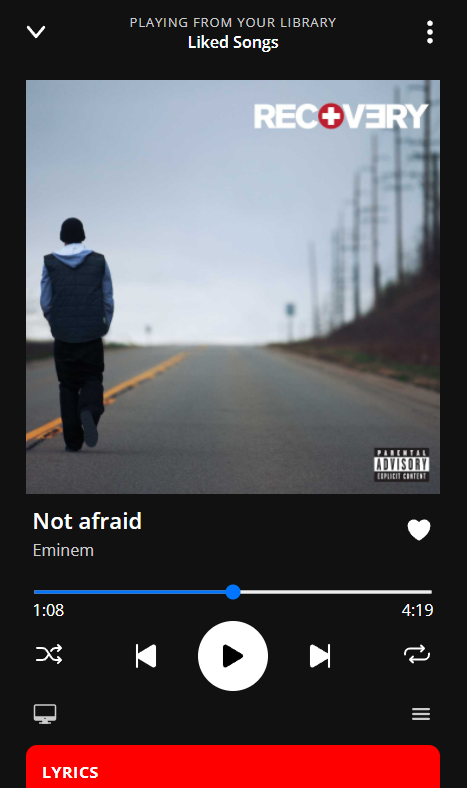 PLAYING FROM YOUR LIBRARY
Liked Songs
RECOVERY
PARENTAL
ADVISORY
EXPLICIT CONTENT
Not afraid
Eminem
1:08
4:19
LYRICS